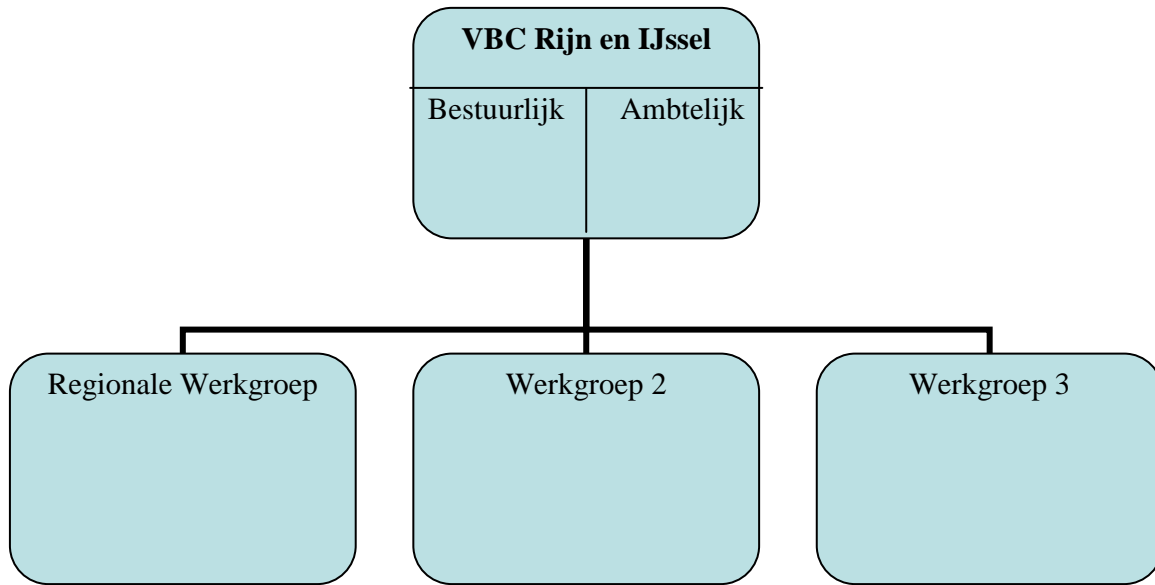 VBC Rijn en IJssel
Bestuurlijk Ambtelijk
Regionale Werkgroep
Werkgroep 2
Werkgroep 3